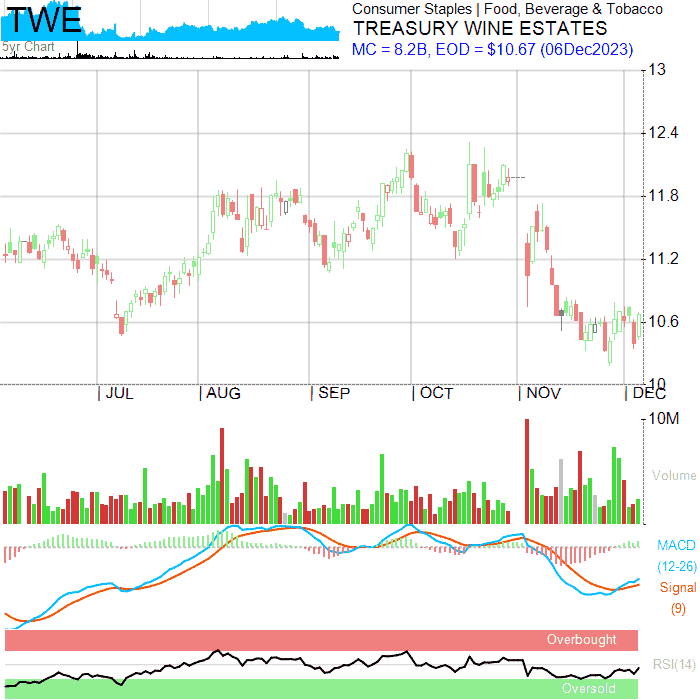 TWE
5yr Chart
Consumer Staples | Food, Beverage & Tobacco
TREASURY WINE ESTATES
MC = 8.2B, EOD = $10.67 (06Dec2023)
13
12.4
11.8
11.2
10.6
10
JUL AUG SEP OCT NOV DEC
10M
Volume
MACD
(12-26)
Signal
(9)
Overbought
RSI(14)
Oversold